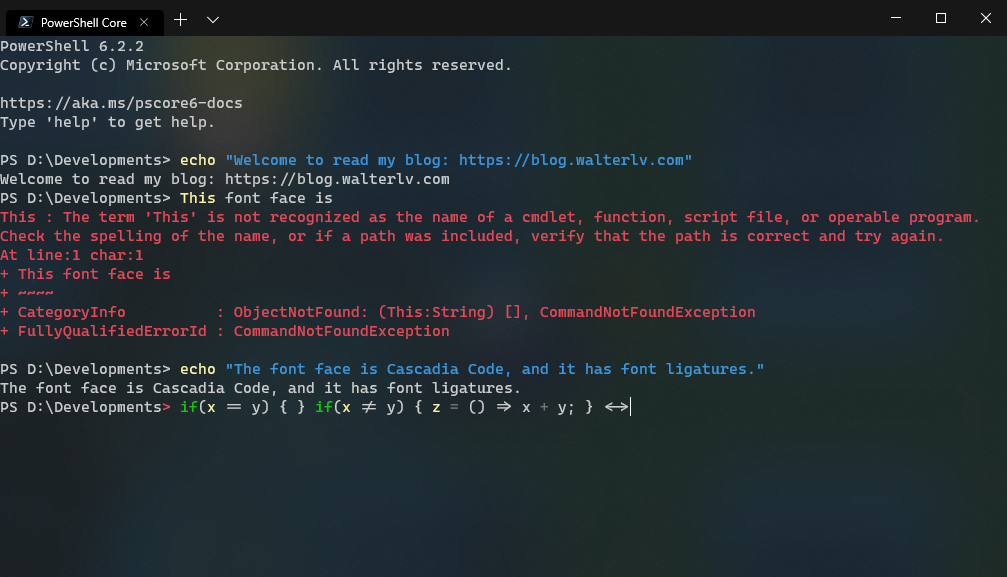 PowerShell Core
PowerShell 6.2.2
Copyright (c) Microsoft Corporation. All rights reserved.
https://aka.ms/pscore6-docs
Type 'help' to get help.
PS D:\Developments> echo "Welcome to read my blog: https://blog.walterlv.com"
Welcome to read my blog: https://blog.walterlv.com
PS D:\Developments> This font face is
This : The term 'This' is not recognized as the name of a cmdlet, function, script file, or operable program.
Check the spelling of the name, or if a path was included, verify that the path is correct and try again.
At line:1 char:1
+ This font face is
+ ~~~~
+ CategoryInfo          : ObjectNotFound: (This:String) [], CommandNotFoundException
+ FullyQualifiedErrorId : CommandNotFoundException
PS D:\Developments> echo "The font face is Cascadia Code, and it has font ligatures."
The font face is Cascadia Code, and it has font ligatures.
PS D:\Developments> if(x == y) { } if(x ≠ y) { z = () ⇒ x + y; } ↔